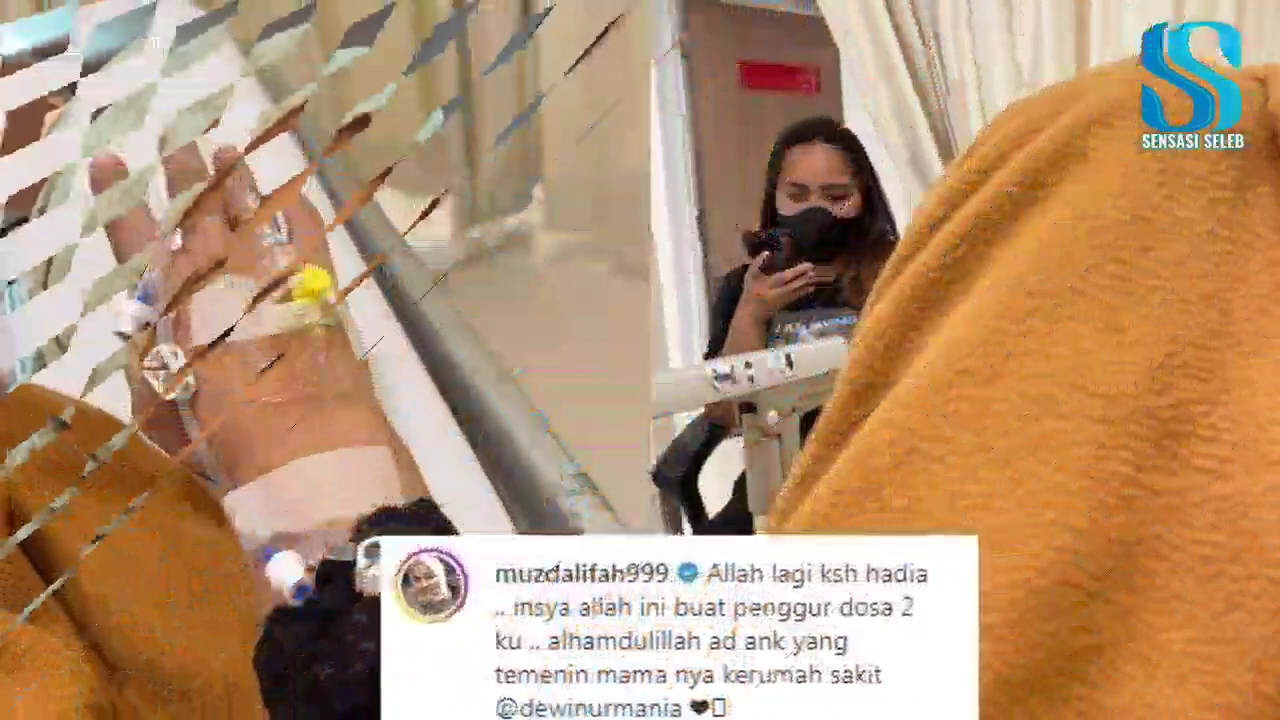 SENSASI SELEB
muzdalifah999 Allah lagi ksh hadia
.. insya allah ini buat penggur dosa 2
ku .. alhamdulillah ad ank yang
temenin mama nya kerumah sakit
@dewinurmania